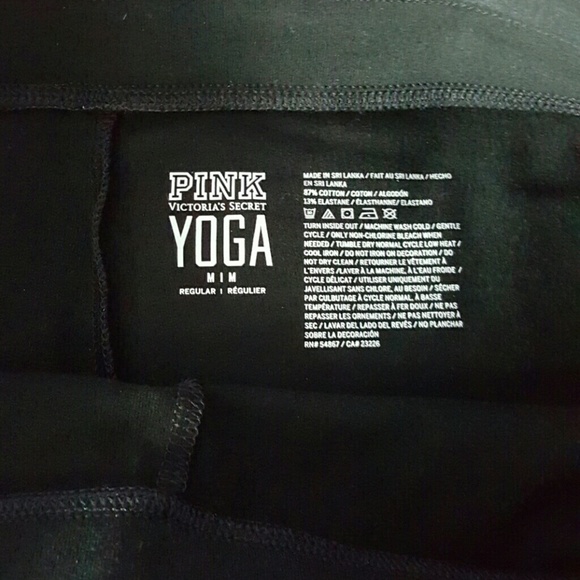 PINK
VICTORIA'S SECRET
YOGA
M I M
REGULAR I RÉGULIER
MADE IN SRI LANKA / FAIT AU SRI LANKA / HECHO
EN SRI LANKA
87% COTTON / COTON / ALGODÓN
13% ELASTANE / ÉLASTHANNE/ ELASTANO
TURN INSIDE OUT / MACHINE WASH COLD / GENTLE
CYCLE / ONLY NON-CHLORINE BLEACH WHEN
NEEDED / TUMBLE DRY NORMAL CYCLE LOW HEAT /
COOL IRON / DO NOT IRON ON DECORATION / DO
NOT DRY CLEAN / RETOURNER LE VÊTEMENT À
L'ENVERS /LAVER À LA MACHINE, À L'EAU FROIDE /
CYCLE DÉLICAT / UTILISER UNIQUEMENT DU
JAVELLISANT SANS CHLORE, AU BESOIN / SÉCHER
PAR CULBUTAGE À CYCLE NORMAL, À BASSE
TEMPÉRATURE / REPASSER À FER DOUX / NE PAS
REPASSER LES ORNEMENTS / NE PAS NETTOYER À
SEC / LAVAR DEL LADO DEL REVÉS / NO PLANCHAR
SOBRE LA DECORACIÓN
RN# 54867 / CA# 23226